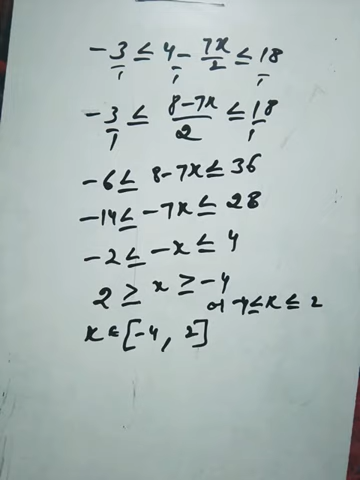 -3/1 ≤ 4/1 - 7x/2 ≤ 18/1
-3/1 ≤ 8-7x/2 ≤ 18/1
-6 ≤ 8-7x ≤ 36
-14 ≤ -7x ≤ 28
-2 ≤ -x ≤ 4
2 ≥ x ≥ -4
or -4 ≤ x ≤ 2
x ∈ [-4, 2]